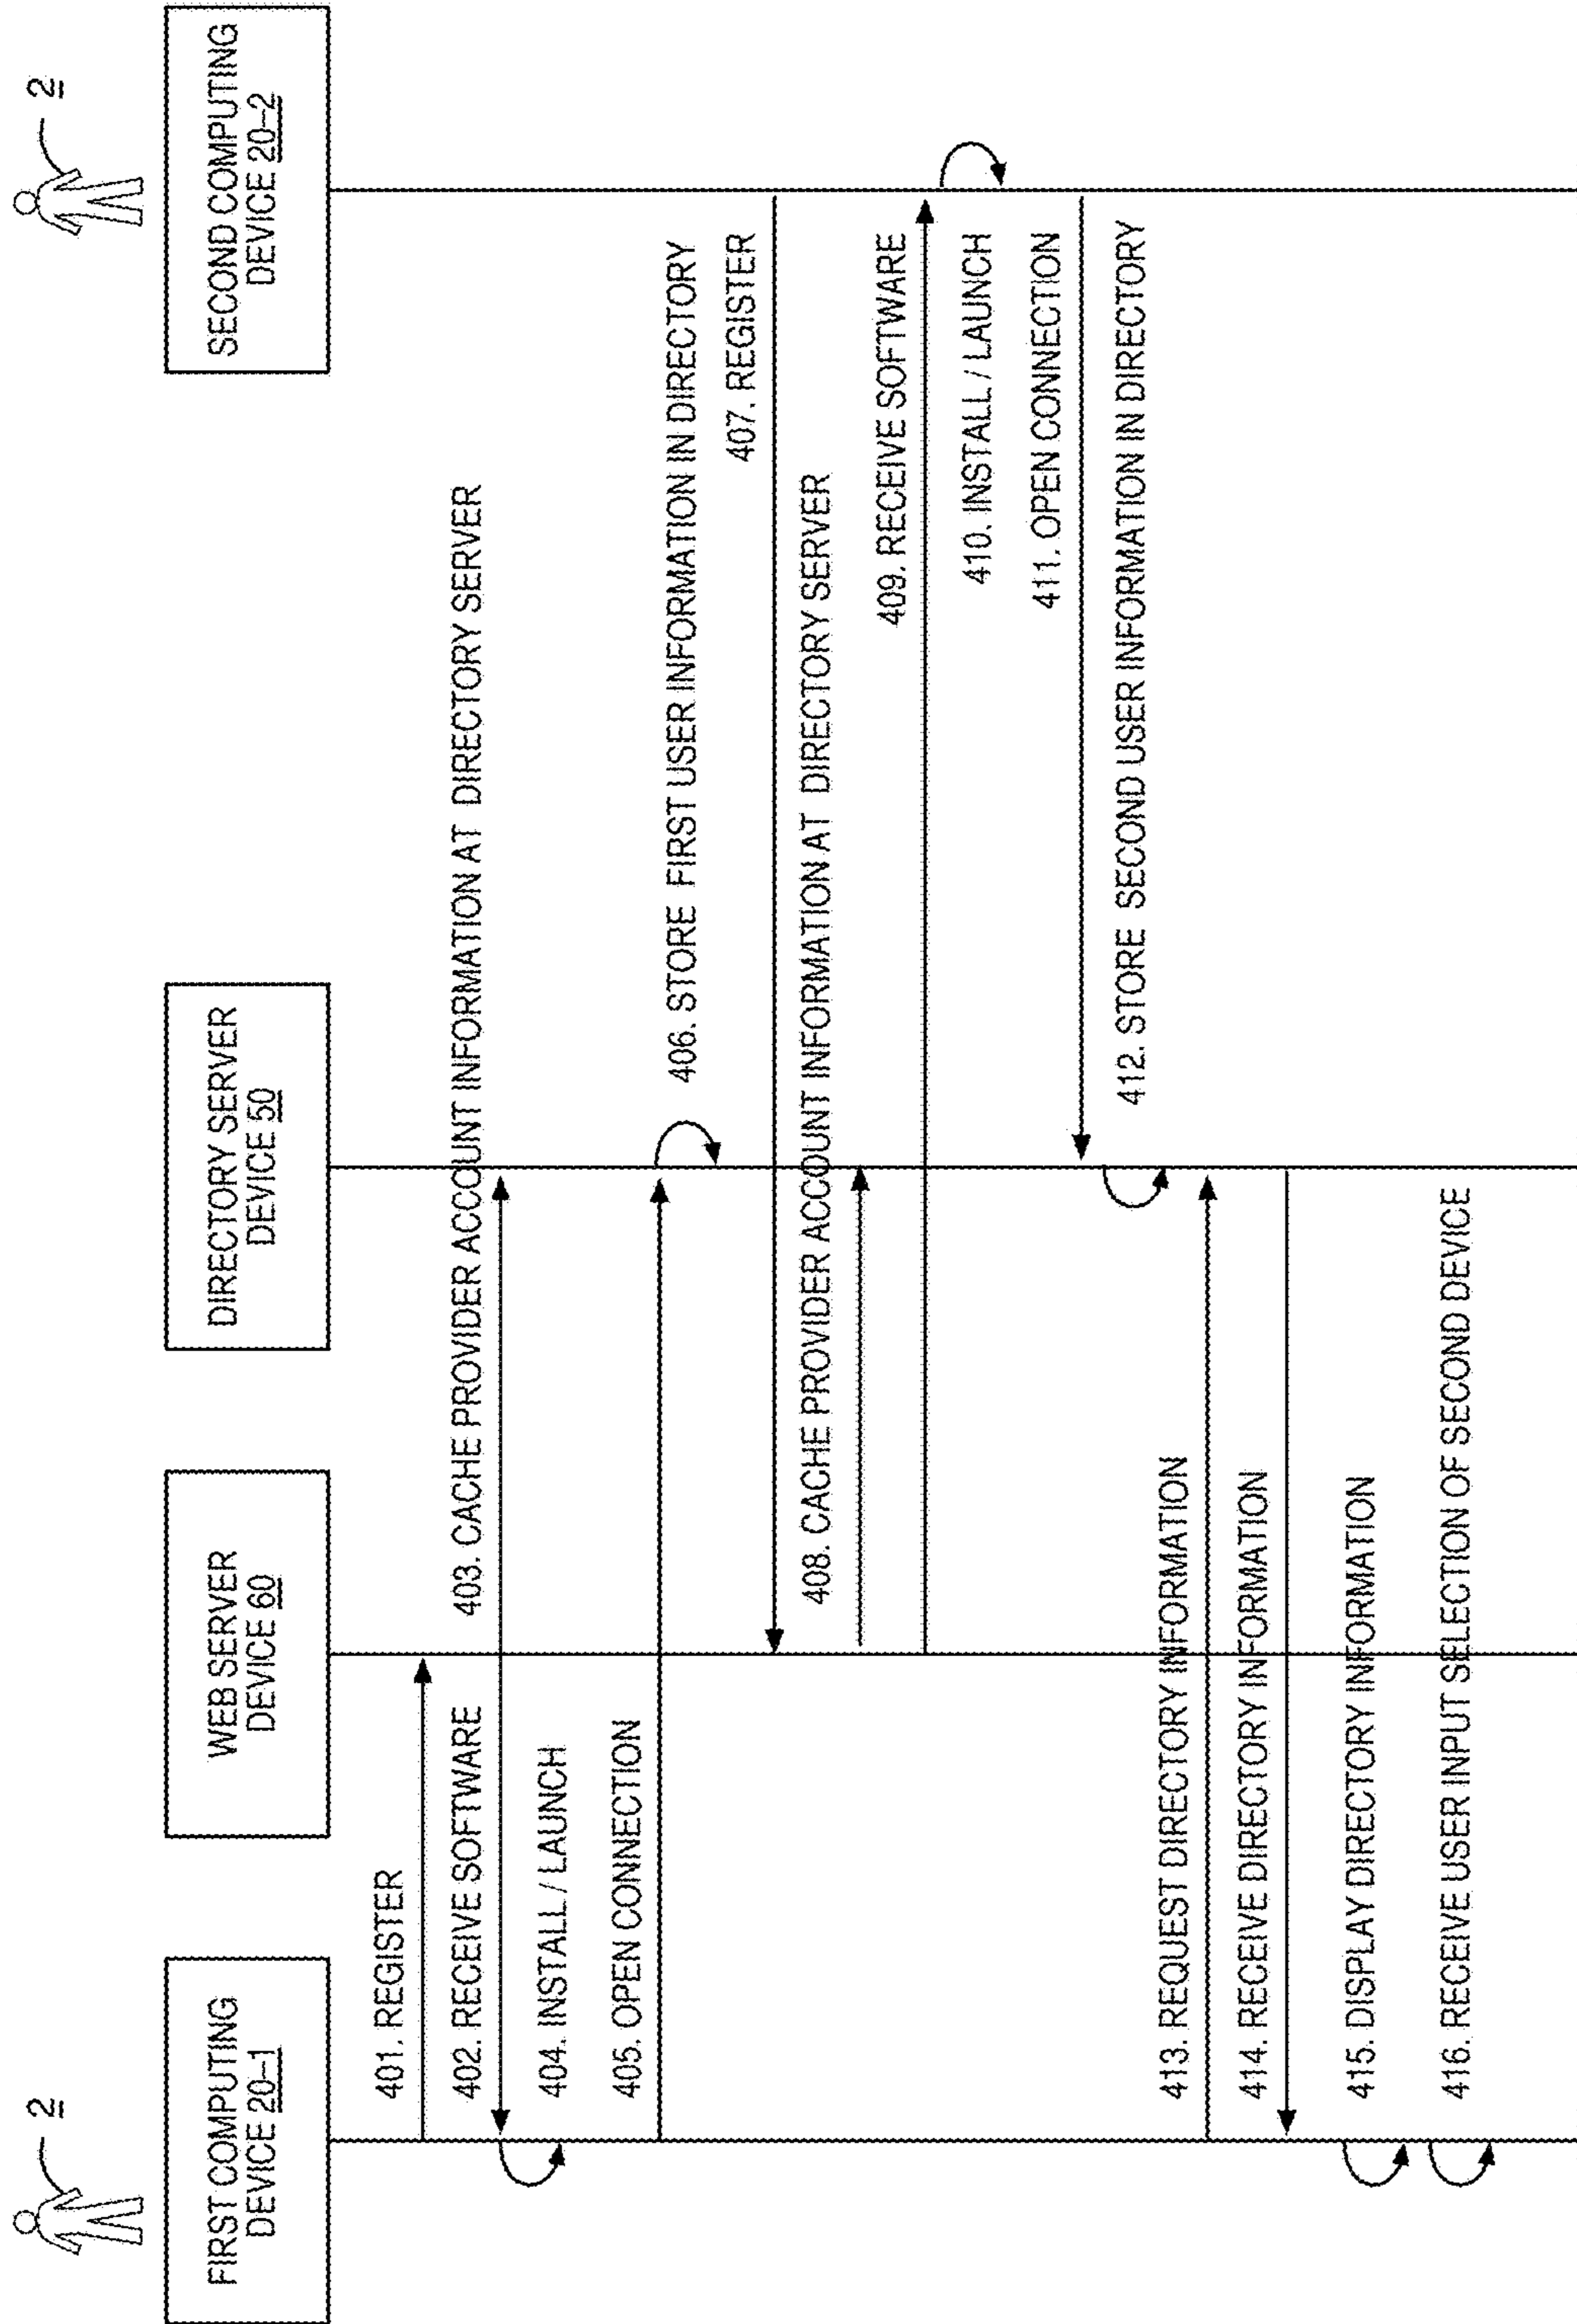 2
2
FIRST COMPUTING
DEVICE 20-1
WEB SERVER
DEVICE 60
DIRECTORY SERVER
DEVICE 50
SECOND COMPUTING
DEVICE 20-2
401. REGISTER
402. RECEIVE SOFTWARE
403. CACHE PROVIDER ACCOUNT INFORMATION AT DIRECTORY SERVER
404. INSTALL / LAUNCH
405. OPEN CONNECTION
406. STORE FIRST USER INFORMATION IN DIRECTORY
407. REGISTER
408. CACHE PROVIDER ACCOUNT INFORMATION AT DIRECTORY SERVER
409. RECEIVE SOFTWARE
410. INSTALL / LAUNCH
411. OPEN CONNECTION
412. STORE SECOND USER INFORMATION IN DIRECTORY
413. REQUEST DIRECTORY INFORMATION
414. RECEIVE DIRECTORY INFORMATION
415. DISPLAY DIRECTORY INFORMATION
416. RECEIVE USER INPUT SELECTION OF SECOND DEVICE